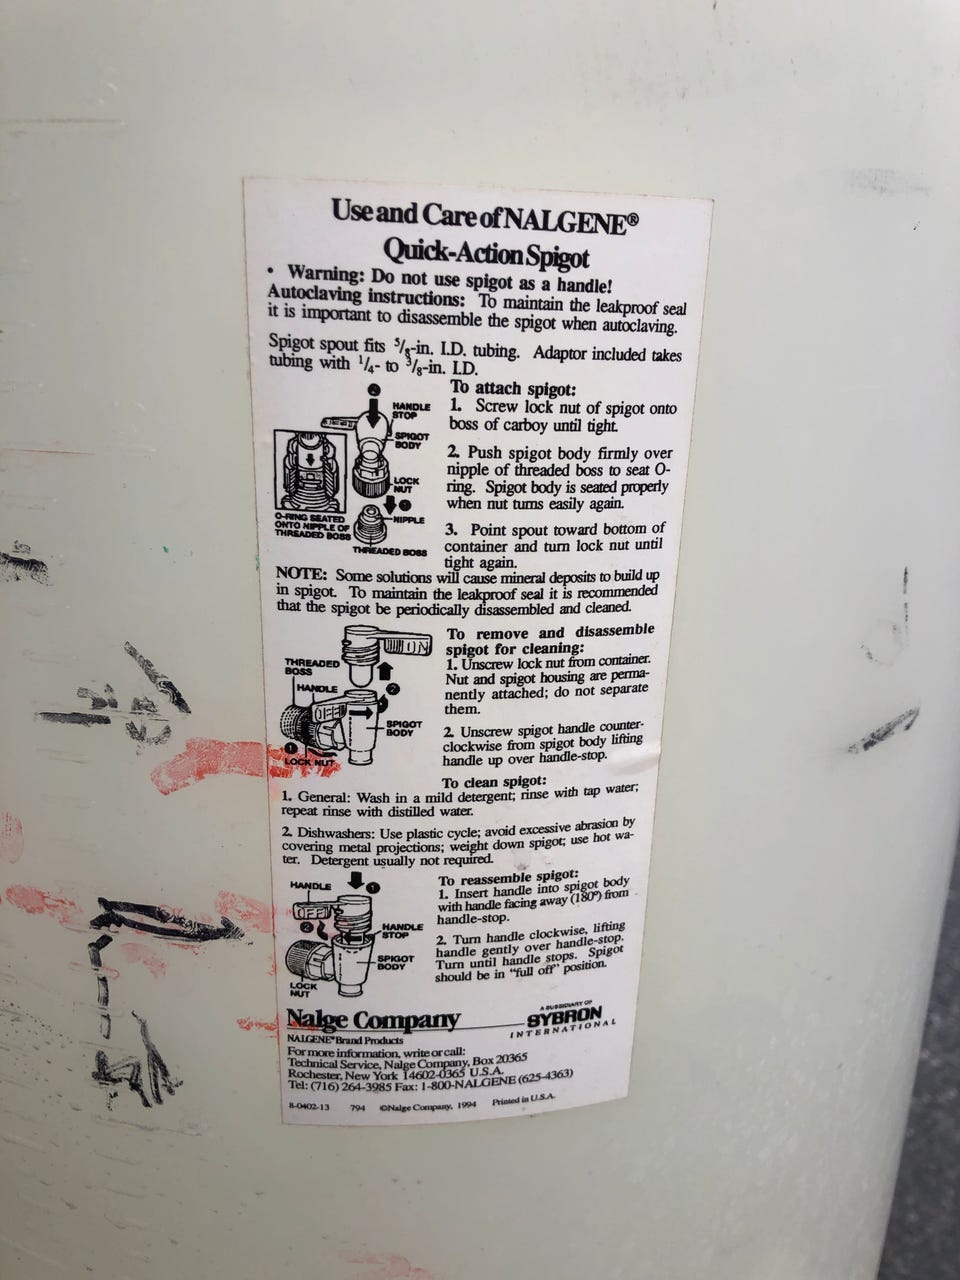 Use and Care of NALGENE®
Quick-Action Spigot
• Warning: Do not use spigot as a handle!
Autoclaving instructions: To maintain the leakproof seal
it is important to disassemble the spigot when autoclaving.
Spigot spout fits 5/8-in. I.D. tubing. Adaptor included takes
tubing with 1/4- to 3/8-in. I.D.
HANDLE
STOP
SPIGOT
BODY
LOCK
NUT
NIPPLE
O-RING SEATED
ONTO NIPPLE OF
THREADED BOSS
THREADED BOSS
To attach spigot:
1. Screw lock nut of spigot onto
boss of carboy until tight.
2. Push spigot body firmly over
nipple of threaded boss to seat O-
ring. Spigot body is seated properly
when nut turns easily again.
3. Point spout toward bottom of
container and turn lock nut until
tight again.
NOTE: Some solutions will cause mineral deposits to build up
in spigot. To maintain the leakproof seal it is recommended
that the spigot be periodically disassembled and cleaned.
ON
THREADED
BOSS
HANDLE
2
OFF
SPIGOT
BODY
1
LOCK NUT
To remove and disassemble
spigot for cleaning:
1. Unscrew lock nut from container.
Nut and spigot housing are perma-
nently attached; do not separate
them.
2. Unscrew spigot handle counter-
clockwise from spigot body lifting
handle up over handle-stop.
To clean spigot:
1. General: Wash in a mild detergent; rinse with tap water;
repeat rinse with distilled water.
2. Dishwashers: Use plastic cycle; avoid excessive abrasion by
covering metal projections; weight down spigot; use hot wa-
ter. Detergent usually not required.
HANDLE
1
OFF
2
HANDLE
STOP
SPIGOT
BODY
LOCK
NUT
To reassemble spigot:
1. Insert handle into spigot body
with handle facing away (180°) from
handle-stop.
2. Turn handle clockwise, lifting
handle gently over handle-stop.
Turn until handle stops. Spigot
should be in "full off" position.
Nalge Company
A SUBSIDIARY OF
SYBRON
INTERNATIONAL
NALGENE® Brand Products
For more information, write or call:
Technical Service, Nalge Company, Box 20365
Rochester, New York 14602-0365 U.S.A.
Tel: (716) 264-3985 Fax: 1-800-NALGENE (625-4363)
8-0402-13 794 ©Nalge Company, 1994 Printed in U.S.A.